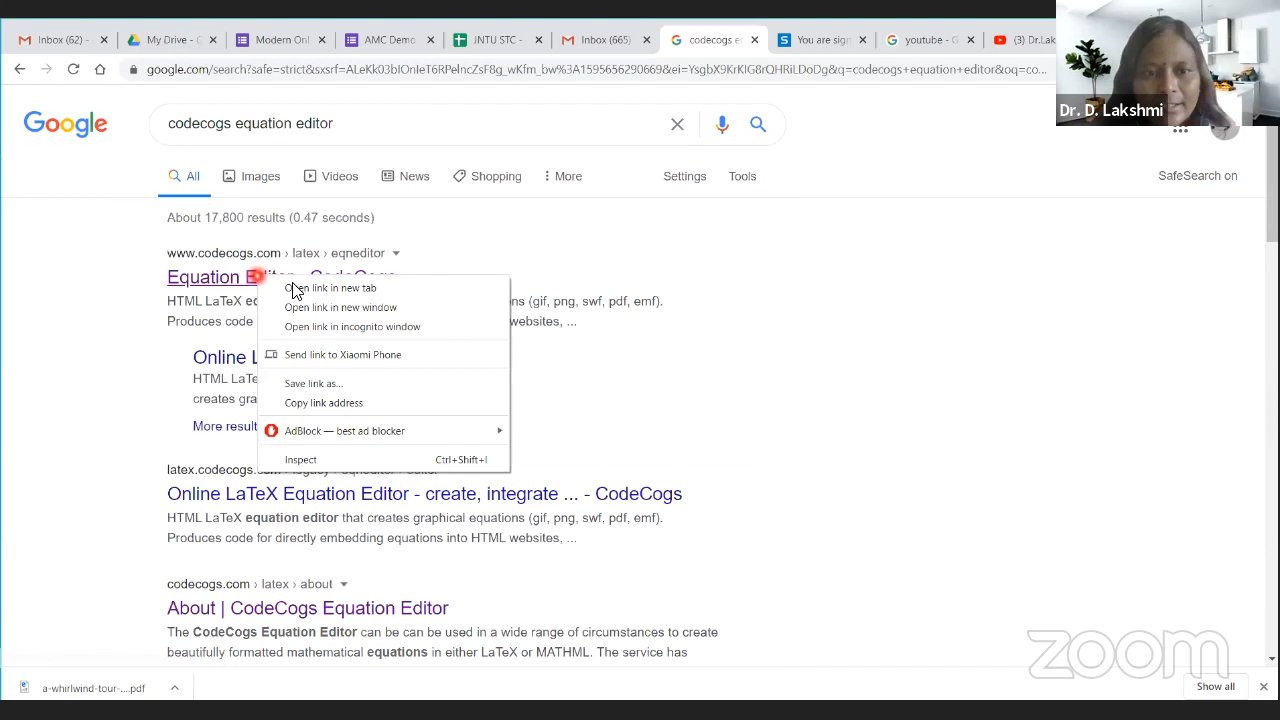 Inbox (62) -
My Drive - G
Modern Onl
AMC Demo
JNTU STC -
Inbox (665)
codecogs e
You are sign
youtube - G
(3) Dr.Lak
google.com/search?safe=strict&sxsrf=
Dr. D. Lakshmi
Google
codecogs equation editor
All
Images
Videos
News
Shopping
More
Settings
Tools
SafeSearch on
About 17,800 results (0.47 seconds)
www.codecogs.com › latex › eqneditor
Equation Editor - CodeCogs
Open link in new tab
HTML LaTeX
ns (gif, png, swf, pdf, emf).
Open link in new window
Produces code
websites, ...
Open link in incognito window
Send link to Xiaomi Phone
Online L
HTML LaTe
Save link as...
creates gra
Copy link address
More result
AdBlock — best ad blocker
Inspect Ctrl+Shift+I
latex.codecogs.com
Online LaTeX Equation Editor - create, integrate ... - CodeCogs
HTML LaTeX equation editor that creates graphical equations (gif, png, swf, pdf, emf).
Produces code for directly embedding equations into HTML websites, ...
codecogs.com › latex › about
About | CodeCogs Equation Editor
The CodeCogs Equation Editor can be can be used in a wide range of circumstances to create
beautifully formatted mathematical equations in either LaTeX or MATHML. The service has
zoom
a-whirlwind-tour-....pdf
Show all